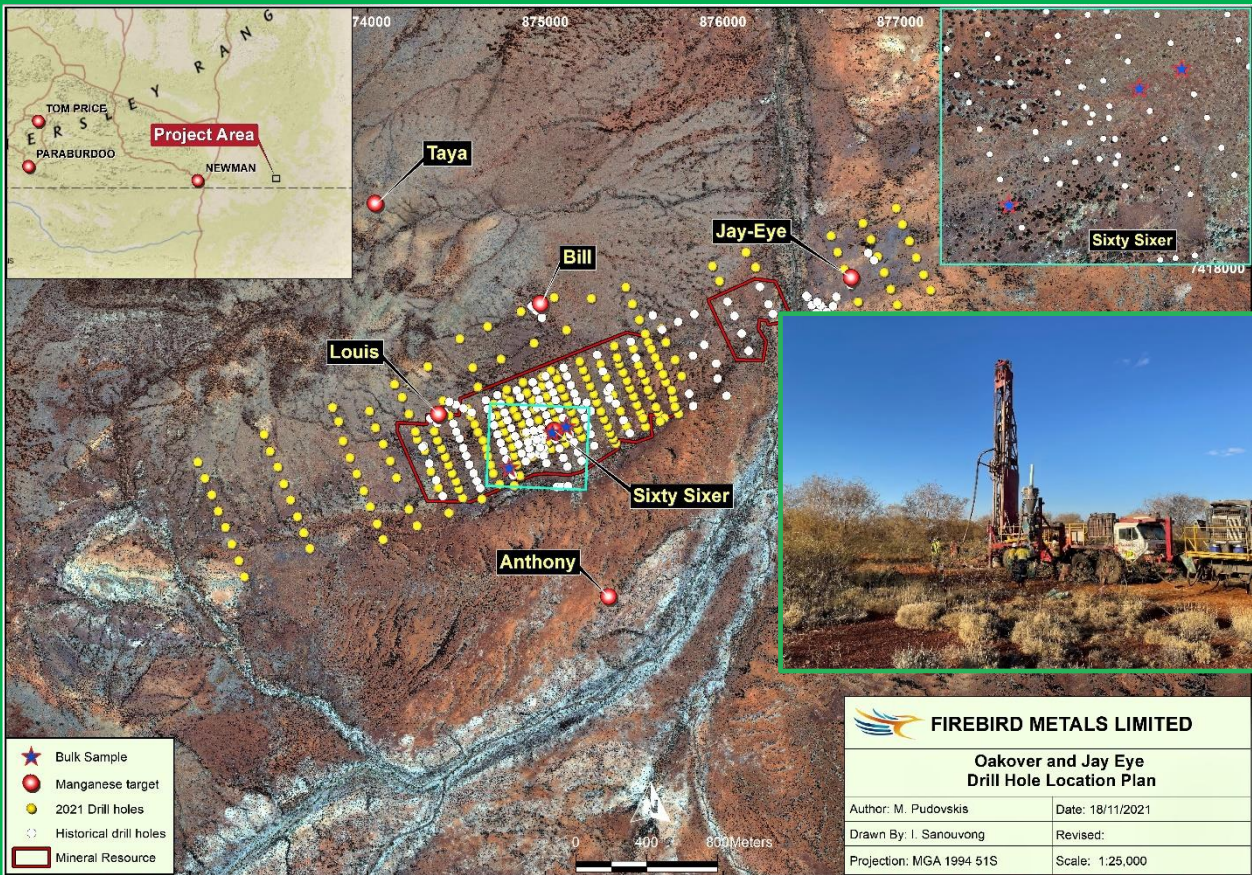 74000
875000
876000
877000
7418000
E R S L E Y R A N G
TOM PRICE
PARABURDOO
Project Area
NEWMAN
Taya
Bill
Jay-Eye
Louis
Sixty Sixer
Anthony
Sixty Sixer
Bulk Sample
Manganese target
2021 Drill holes
Historical drill holes
Mineral Resource
0 400 800Meters
FIREBIRD METALS LIMITED
Oakover and Jay Eye
Drill Hole Location Plan
Author: M. Pudovskis
Date: 18/11/2021
Drawn By: I. Sanouvong
Revised:
Projection: MGA 1994 51S
Scale: 1:25,000